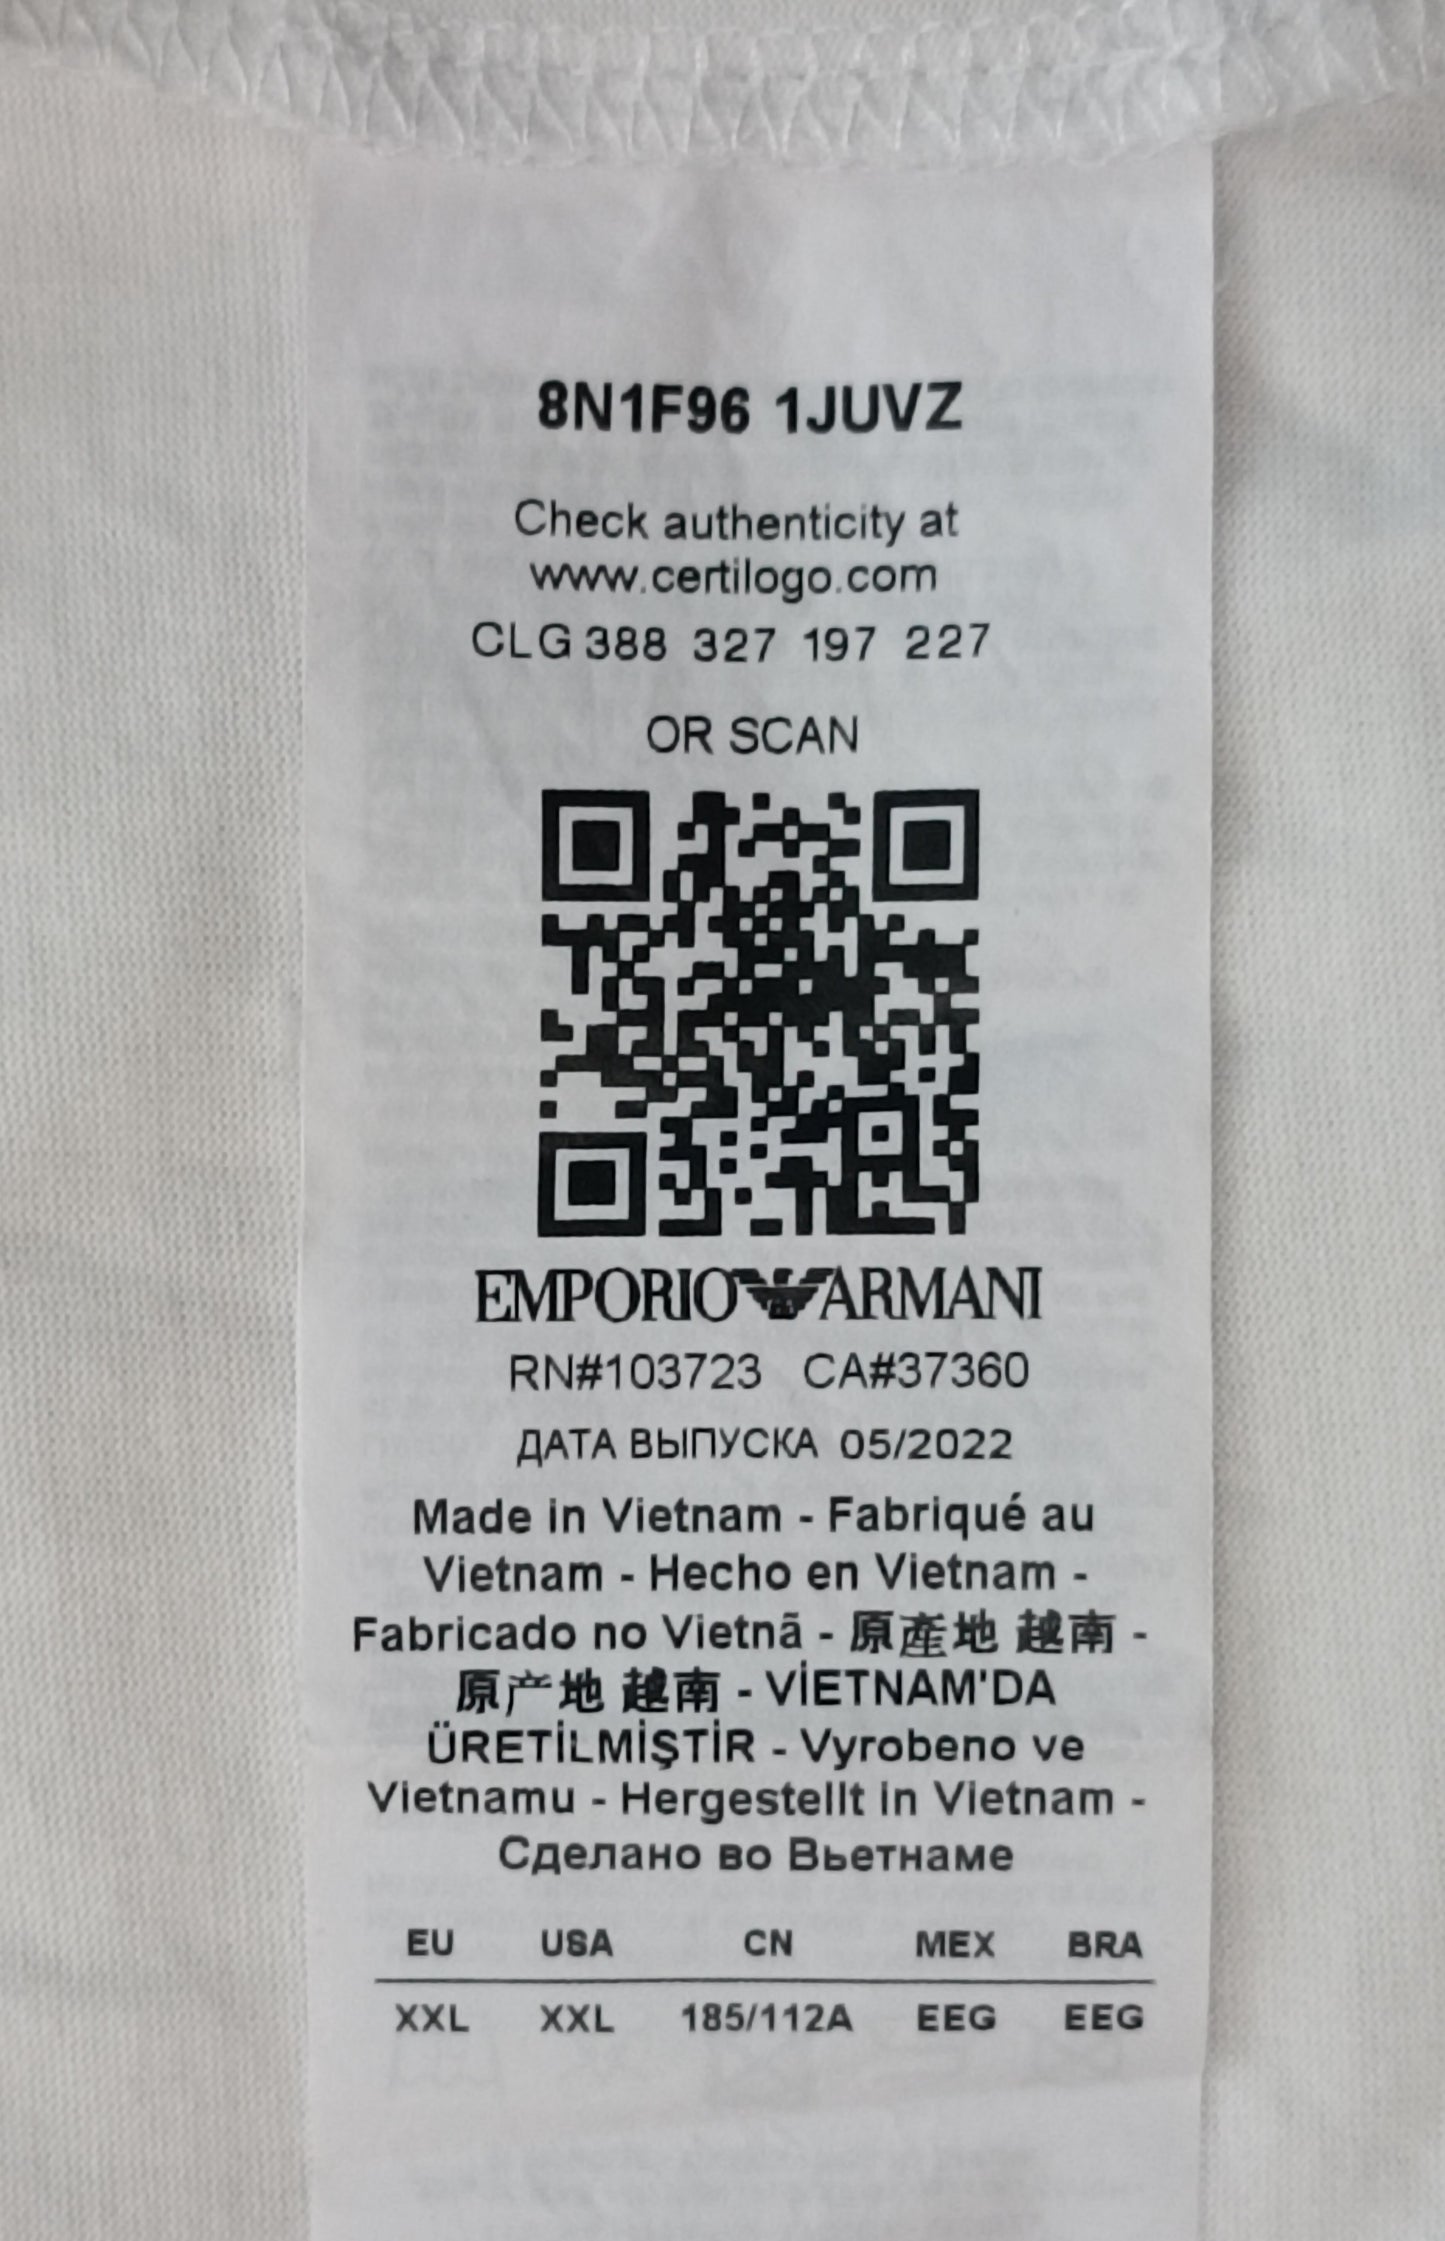 8N1F96 1JUVZ
Check authenticity at
www.certilogo.com
CLG 388 327 197 227
OR SCAN
EMPORIO ARMANI
RN#103723 CA#37360
ДАТА ВЫПУСКА 05/2022
Made in Vietnam - Fabriqué au
Vietnam - Hecho en Vietnam -
Fabricado no Vietnã - 原產地 越南 -
原产地 越南 - VİETNAM'DA
ÜRETİLMİŞTİR - Vyrobeno ve
Vietnamu - Hergestellt in Vietnam -
Сделано во Вьетнаме
EU USA CN MEX BRA
XXL XXL 185/112A EEG EEG